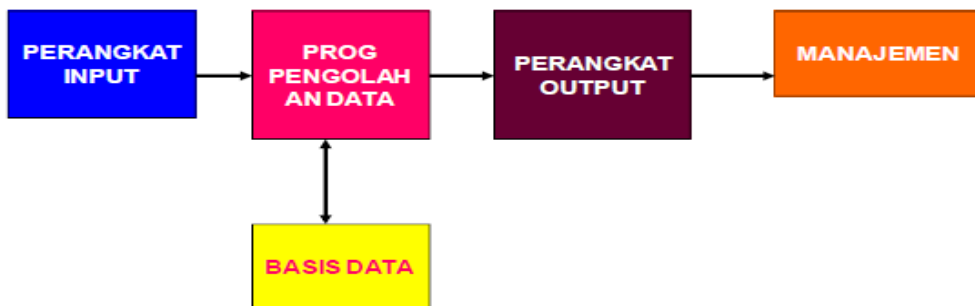 PERANGKAT
INPUT
PROG
PENGOLAH
AN DATA
PERANGKAT
OUTPUT
MANAJEMEN
BASIS DATA